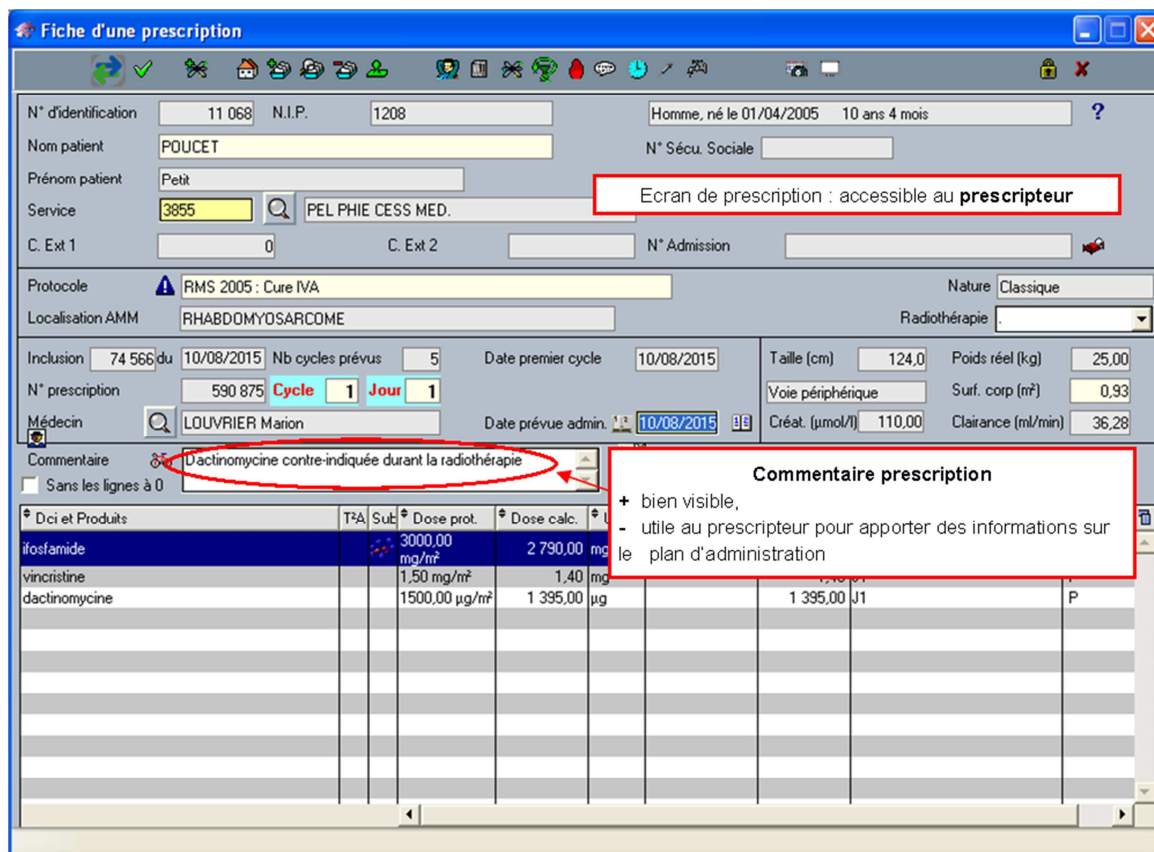 Fiche d'une prescription
N° d'identification 11 068 N.I.P. 1208 Homme, né le 01/04/2005 10 ans 4 mois ?
Nom patient POUCET N° Sécu. Sociale
Prénom patient Petit
Ecran de prescription : accessible au prescripteur
Service 3855 PEL PHIE CESS MED.
C. Ext 1 0 C. Ext 2 N° Admission
Protocole RMS 2005 : Cure IVA Nature Classique
Localisation AMM RHABDOMYOSARCOME Radiothérapie .
Inclusion 74 566 du 10/08/2015 Nb cycles prévus 5 Date premier cycle 10/08/2015 Taille (cm) 124,0 Poids réel (kg) 25,00
N° prescription 590 875 Cycle 1 Jour 1 Voie périphérique Surf. corp (m²) 0,93
Médecin LOUVRIER Marion Date prévue admin. 10/08/2015 Créat. (µmol/l) 110,00 Clairance (ml/min) 36,28
Commentaire Dactinomycine contre-indiquée durant la radiothérapie
Sans les lignes à 0
Commentaire prescription
+ bien visible,
- utile au prescripteur pour apporter des informations sur
le plan d'administration
Dci et Produits T²A Sub Dose prot. Dose calc.
ifosfamide 3000,00 mg/m² 2 790,00 mg
vincristine 1,50 mg/m² 1,40 mg
dactinomycine 1500,00 µg/m² 1 395,00 µg 1 395,00 J1 P